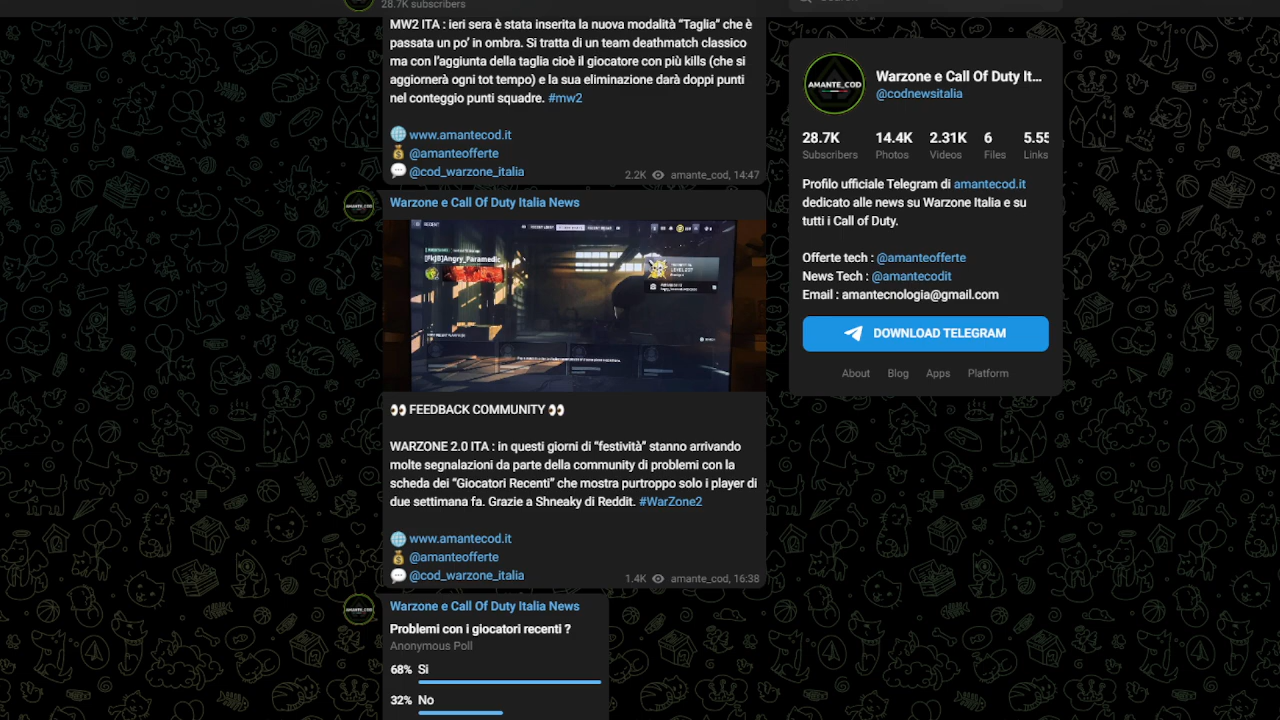 28.7K subscribers
MW2 ITA : ieri sera è stata inserita la nuova modalità “Taglia” che è
passata un po’ in ombra. Si tratta di un team deathmatch classico
ma con l’aggiunta della taglia cioè il giocatore con più kills (che si
aggiornerà ogni tot tempo) e la sua eliminazione darà doppi punti
nel conteggio punti squadre. #mw2
www.amantecod.it
@amanteofferte
@cod_warzone_italia
2.2K amante_cod, 14:47
AMANTE_COD
Warzone e Call Of Duty Italia News
[FkjB]Angry_Paramedic
👀 FEEDBACK COMMUNITY 👀
WARZONE 2.0 ITA : in questi giorni di “festività” stanno arrivando
molte segnalazioni da parte della community di problemi con la
scheda dei “Giocatori Recenti” che mostra purtroppo solo i player di
due settimana fa. Grazie a Shneaky di Reddit. #WarZone2
www.amantecod.it
@amanteofferte
@cod_warzone_italia
1.4K amante_cod, 16:38
AMANTE_COD
Warzone e Call Of Duty Italia News
Problemi con i giocatori recenti ?
Anonymous Poll
68% Si
32% No
Search
AMANTE_COD
Warzone e Call Of Duty It...
@codnewsitalia
28.7K 14.4K 2.31K 6 5.55
Subscribers Photos Videos Files Links
Profilo ufficiale Telegram di amantecod.it
dedicato alle news su Warzone Italia e su
tutti i Call of Duty.
Offerte tech : @amanteofferte
News Tech : @amantecodit
Email : amantecnologia@gmail.com
DOWNLOAD TELEGRAM
About Blog Apps Platform